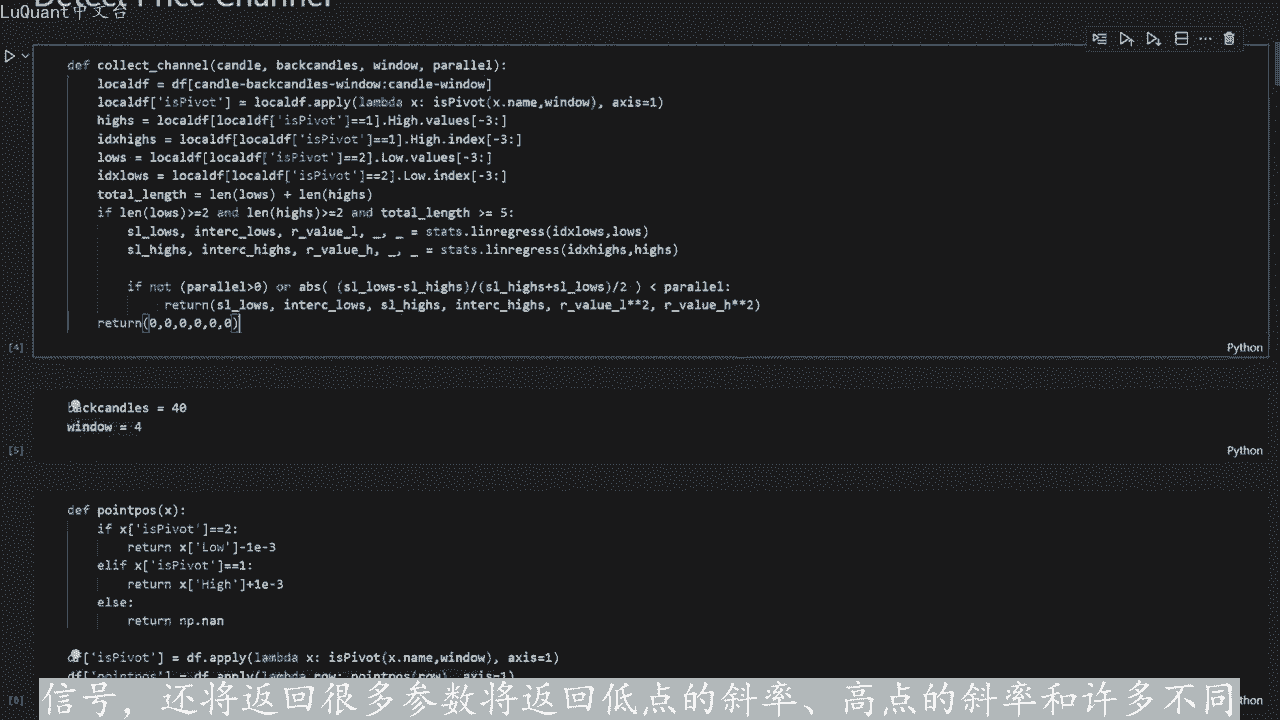 Detect Price Channel
LuQuant中文台
def collect_channel(candle, backcandles, window, parallel):
    localdf = df[candle-backcandles-window:candle-window]
    localdf['isPivot'] = localdf.apply(lambda x: isPivot(x.name,window), axis=1)
    highs = localdf[localdf['isPivot']==1].High.values[-3:]
    idxhighs = localdf[localdf['isPivot']==1].High.index[-3:]
    lows = localdf[localdf['isPivot']==2].Low.values[-3:]
    idxlows = localdf[localdf['isPivot']==2].Low.index[-3:]
    total_length = len(lows) + len(highs)
    if len(lows)>=2 and len(highs)>=2 and total_length >= 5:
        sl_lows, interc_lows, r_value_l, _, _ = stats.linregress(idxlows,lows)
        sl_highs, interc_highs, r_value_h, _, _ = stats.linregress(idxhighs,highs)
        if not (parallel>0) or abs( (sl_lows-sl_highs)/(sl_highs+sl_lows)/2 ) < parallel:
            return(sl_lows, interc_lows, sl_highs, interc_highs, r_value_l**2, r_value_h**2)
    return(0,0,0,0,0,0)
[4]
Python
backcandles = 40
window = 4
[5]
Python
def pointpos(x):
    if x['isPivot']==2:
        return x['Low']-1e-3
    elif x['isPivot']==1:
        return x['High']+1e-3
    else:
        return np.nan
df['isPivot'] = df.apply(lambda x: isPivot(x.name,window), axis=1)
df['pointpos'] = df.apply(lambda row: pointpos(row), axis=1)
[6]
信号，还将返回很多参数将返回低点的斜率、高点的斜率和许多不同